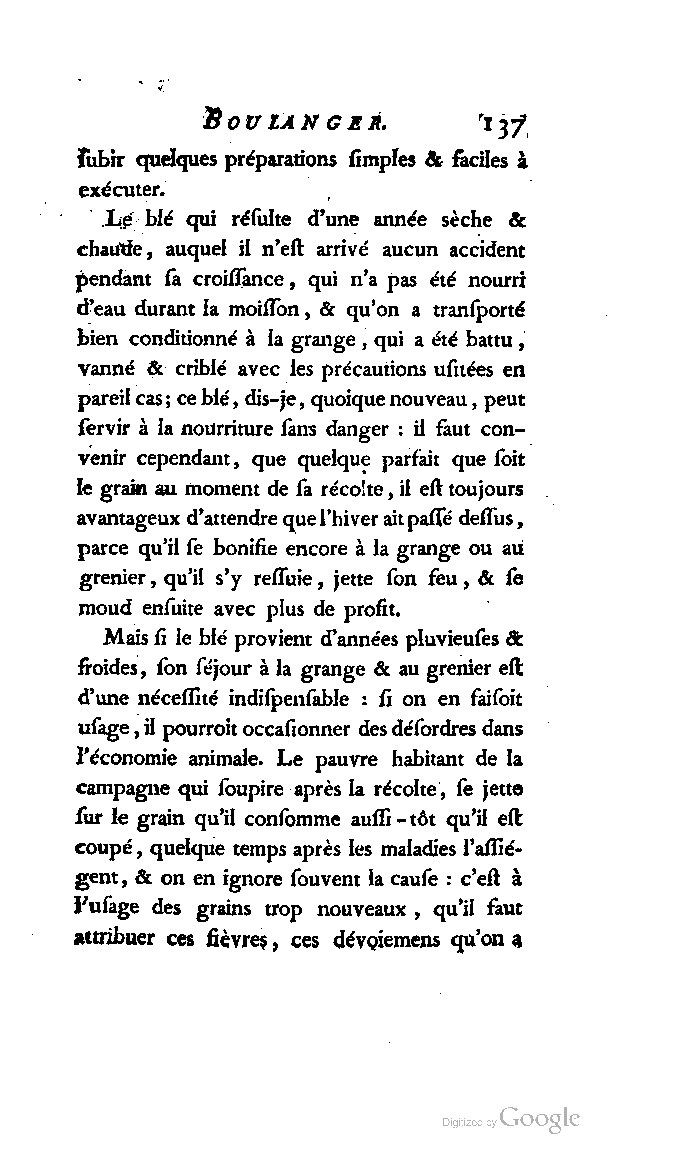 BOULANGER. 137
ſubir quelques préparations ſimples & faciles à
exécuter.
Le blé qui réſulte d'une année sèche &
chaude, auquel il n'eſt arrivé aucun accident
pendant ſa croiſſance, qui n'a pas été nourri
d'eau durant la moiſſon, & qu'on a tranſporté
bien conditionné à la grange, qui a été battu,
vanné & criblé avec les précautions uſitées en
pareil cas; ce blé, dis-je, quoique nouveau, peut
ſervir à la nourriture ſans danger : il faut con-
venir cependant, que quelque parfait que ſoit
le grain au moment de ſa récolte, il eſt toujours
avantageux d'attendre que l'hiver ait paſſé deſſus,
parce qu'il ſe bonifie encore à la grange ou au
grenier, qu'il s'y reſſuie, jette ſon feu, & ſe
moud enſuite avec plus de profit.
Mais ſi le blé provient d'années pluvieuſes &
froides, ſon ſéjour à la grange & au grenier eſt
d'une néceſſité indiſpenſable : ſi on en faiſoit
uſage, il pourroit occaſionner des déſordres dans
l'économie animale. Le pauvre habitant de la
campagne qui ſoupire après la récolte, ſe jette
ſur le grain qu'il conſomme auſſi-tôt qu'il eſt
coupé, quelque temps après les maladies l'aſſié-
gent, & on en ignore ſouvent la cauſe : c'eſt à
l'uſage des grains trop nouveaux, qu'il faut
attribuer ces fièvres, ces dévoiemens qu'on a
Digitized by Google